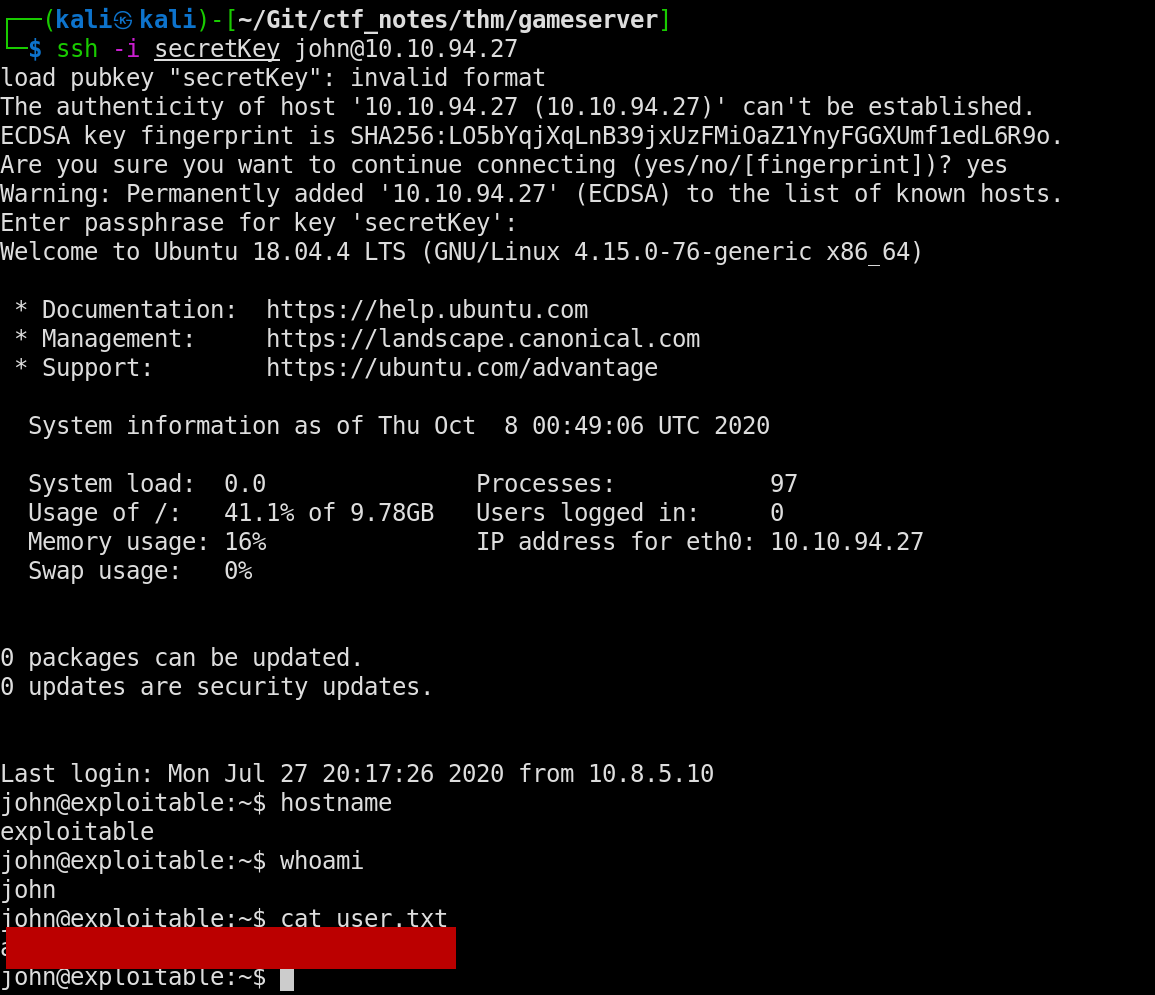 ┌──(kali㉿kali)-[~/Git/ctf_notes/thm/gameserver]
└─$ ssh -i secretKey john@10.10.94.27
load pubkey "secretKey": invalid format
The authenticity of host '10.10.94.27 (10.10.94.27)' can't be established.
ECDSA key fingerprint is SHA256:LO5bYqjXqLnB39jxUzFMiOaZ1YnyFGGXUmf1edL6R9o.
Are you sure you want to continue connecting (yes/no/[fingerprint])? yes
Warning: Permanently added '10.10.94.27' (ECDSA) to the list of known hosts.
Enter passphrase for key 'secretKey':
Welcome to Ubuntu 18.04.4 LTS (GNU/Linux 4.15.0-76-generic x86_64)

 * Documentation:  https://help.ubuntu.com
 * Management:     https://landscape.canonical.com
 * Support:        https://ubuntu.com/advantage

  System information as of Thu Oct  8 00:49:06 UTC 2020

  System load:  0.0               Processes:           97
  Usage of /:   41.1% of 9.78GB   Users logged in:     0
  Memory usage: 16%               IP address for eth0: 10.10.94.27
  Swap usage:   0%


0 packages can be updated.
0 updates are security updates.


Last login: Mon Jul 27 20:17:26 2020 from 10.8.5.10
john@exploitable:~$ hostname
exploitable
john@exploitable:~$ whoami
john
john@exploitable:~$ cat user.txt
john@exploitable:~$